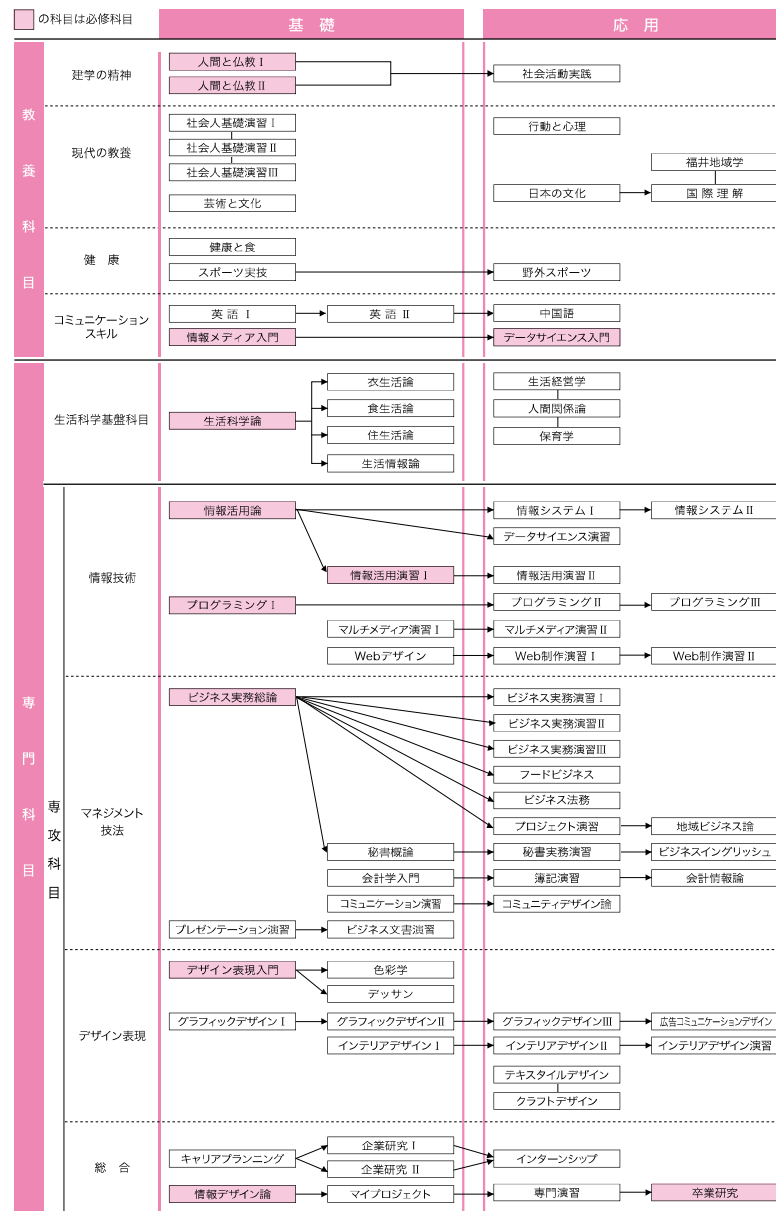 の科目は必修科目
基 礎
応 用
教養科目
建学の精神
人間と仏教Ⅰ
人間と仏教Ⅱ
社会活動実践
現代の教養
社会人基礎演習Ⅰ
社会人基礎演習Ⅱ
社会人基礎演習Ⅲ
芸術と文化
行動と心理
福井地域学
日本の文化
国際理解
健 康
健康と食
スポーツ実技
野外スポーツ
コミュニケーション
スキル
英語Ⅰ
英語Ⅱ
中国語
情報メディア入門
データサイエンス入門
専門科目
生活科学基盤科目
生活科学論
衣生活論
食生活論
住生活論
生活情報論
生活経営学
人間関係論
保育学
専攻科目
情報技術
情報活用論
情報システムⅠ
情報システムⅡ
データサイエンス演習
情報活用演習Ⅰ
情報活用演習Ⅱ
プログラミングⅠ
プログラミングⅡ
プログラミングⅢ
マルチメディア演習Ⅰ
マルチメディア演習Ⅱ
Webデザイン
Web制作演習Ⅰ
Web制作演習Ⅱ
マネジメント
技法
ビジネス実務総論
ビジネス実務演習Ⅰ
ビジネス実務演習Ⅱ
ビジネス実務演習Ⅲ
フードビジネス
ビジネス法務
プロジェクト演習
地域ビジネス論
秘書概論
秘書実務演習
ビジネスイングリッシュ
会計学入門
簿記演習
会計情報論
コミュニケーション演習
コミュニティデザイン論
プレゼンテーション演習
ビジネス文書演習
デザイン表現
デザイン表現入門
色彩学
デッサン
グラフィックデザインⅠ
グラフィックデザインⅡ
グラフィックデザインⅢ
広告コミュニケーションデザイン
インテリアデザインⅠ
インテリアデザインⅡ
インテリアデザイン演習
テキスタイルデザイン
クラフトデザイン
総 合
キャリアプランニング
企業研究Ⅰ
企業研究Ⅱ
インターンシップ
情報デザイン論
マイプロジェクト
専門演習
卒業研究